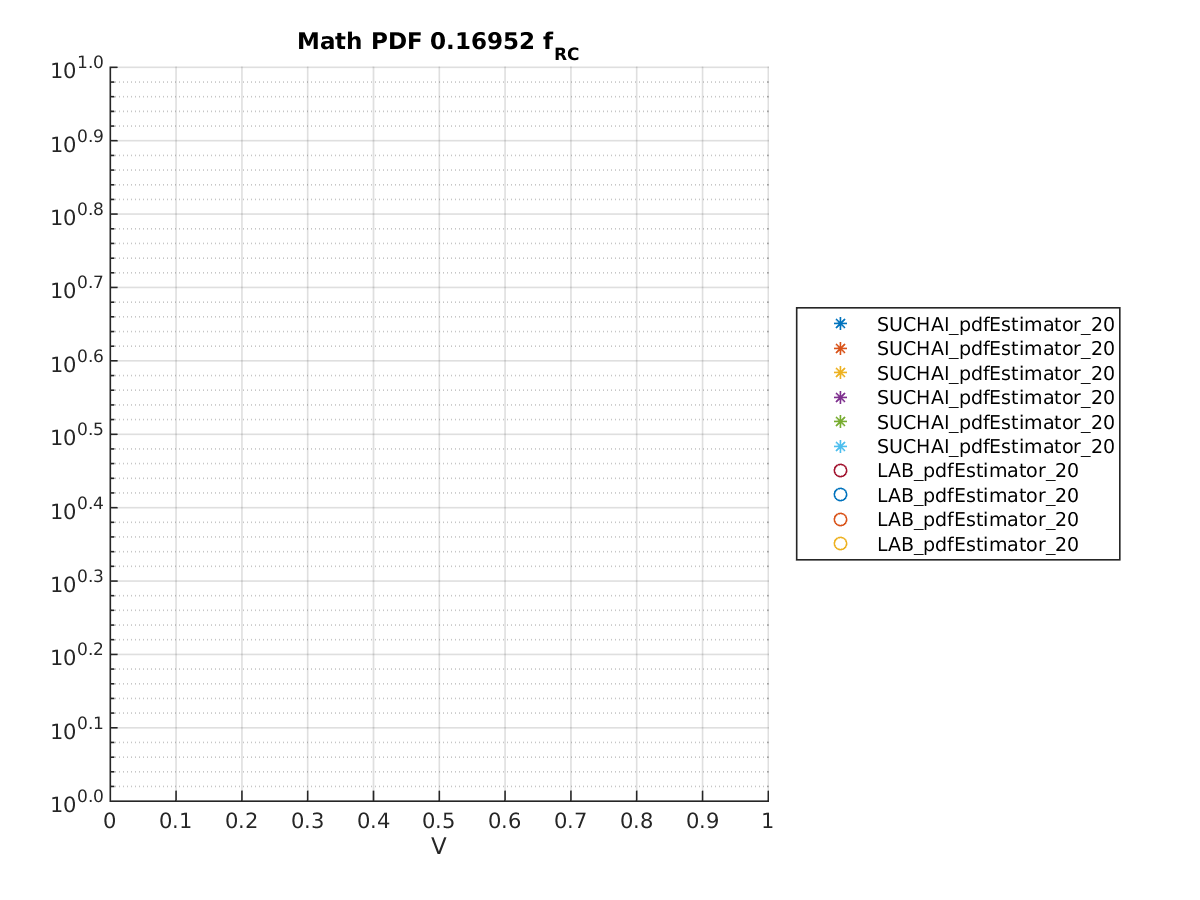 Math PDF 0.16952 f_RC
10^1.0
10^0.9
10^0.8
10^0.7
10^0.6
10^0.5
10^0.4
10^0.3
10^0.2
10^0.1
10^0.0
0 0.1 0.2 0.3 0.4 0.5 0.6 0.7 0.8 0.9 1
V
SUCHAI_pdfEstimator_20
SUCHAI_pdfEstimator_20
SUCHAI_pdfEstimator_20
SUCHAI_pdfEstimator_20
SUCHAI_pdfEstimator_20
SUCHAI_pdfEstimator_20
LAB_pdfEstimator_20
LAB_pdfEstimator_20
LAB_pdfEstimator_20
LAB_pdfEstimator_20